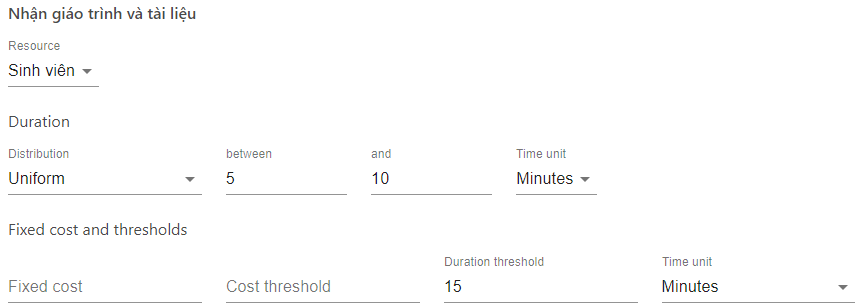 Nhận giáo trình và tài liệu
Resource
Sinh viên
Duration
Distribution between and Time unit
Uniform 5 10 Minutes
Fixed cost and thresholds
Duration threshold Time unit
Fixed cost Cost threshold 15 Minutes